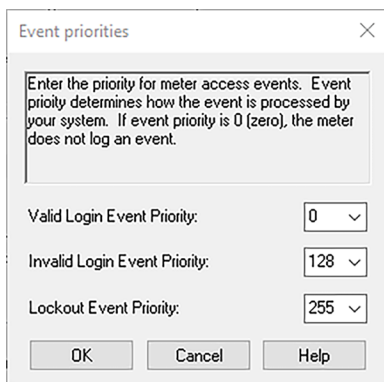 Event priorities
Enter the priority for meter access events. Event
prioity determines how the event is processed by
your system. If event priority is 0 (zero), the meter
does not log an event.
Valid Login Event Priority: 0
Invalid Login Event Priority: 128
Lockout Event Priority: 255
OK Cancel Help